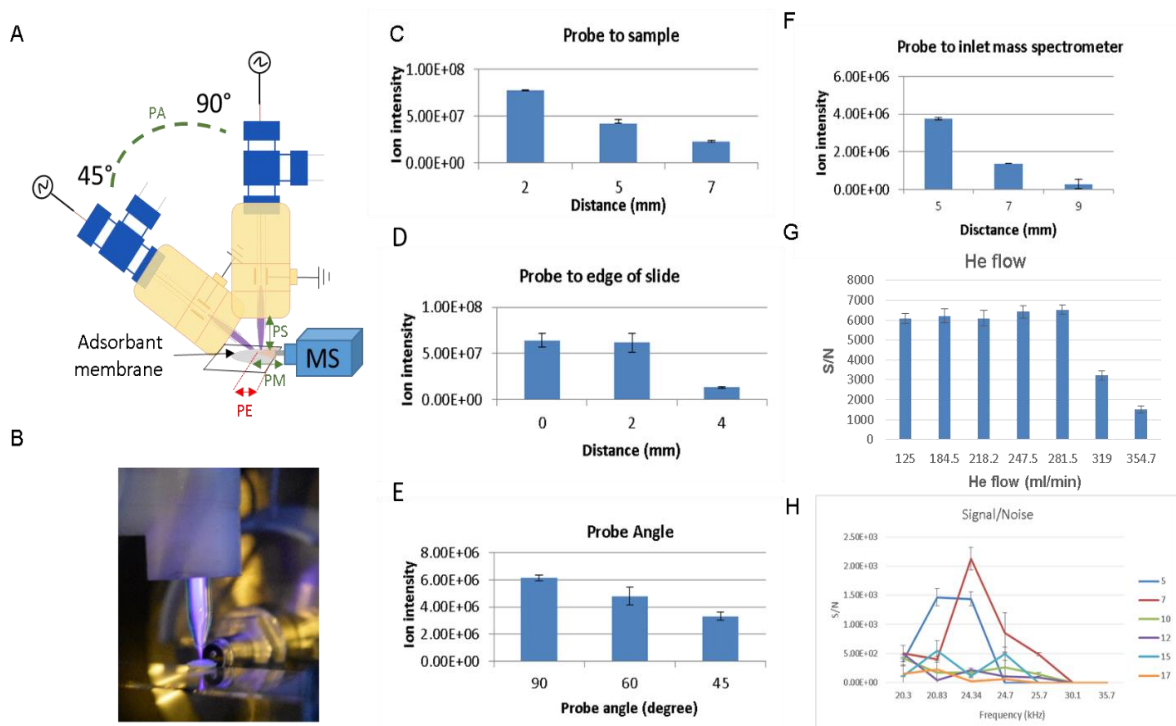 A
90°
PA
45°
Adsorbant
membrane
PS
MS
PM
PE
B
C
Probe to sample
Ion intensity
1.00E+08
5.00E+07
0.00E+00
2 5 7
Distance (mm)
D
Probe to edge of slide
Ion intensity
1.00E+08
5.00E+07
0.00E+00
0 2 4
Distance (mm)
E
Probe Angle
Ion intensity
8.00E+06
6.00E+06
4.00E+06
2.00E+06
0.00E+00
90 60 45
Probe angle (degree)
F
Probe to inlet mass spectrometer
Ion intensity
6.00E+06
4.00E+06
2.00E+06
0.00E+00
5 7 9
Disctance (mm)
G
He flow
S/N
8000
7000
6000
5000
4000
3000
2000
1000
0
125 184.5 218.2 247.5 281.5 319 354.7
He flow (ml/min)
H
Signal/Noise
S/N
2.50E+03
2.00E+03
1.50E+03
1.00E+03
5.00E+02
0.00E+00
20.3 20.83 24.34 24.7 25.7 30.1 35.7
Frequency (kHz)
5
7
10
12
15
17